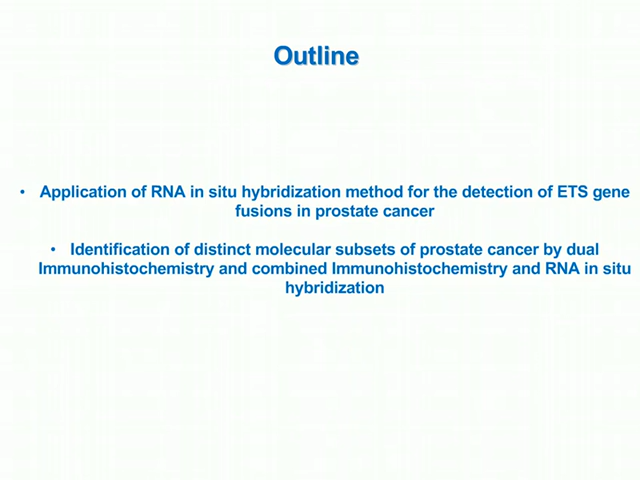 Outline
• Application of RNA in situ hybridization method for the detection of ETS gene
fusions in prostate cancer
• Identification of distinct molecular subsets of prostate cancer by dual
Immunohistochemistry and combined Immunohistochemistry and RNA in situ
hybridization